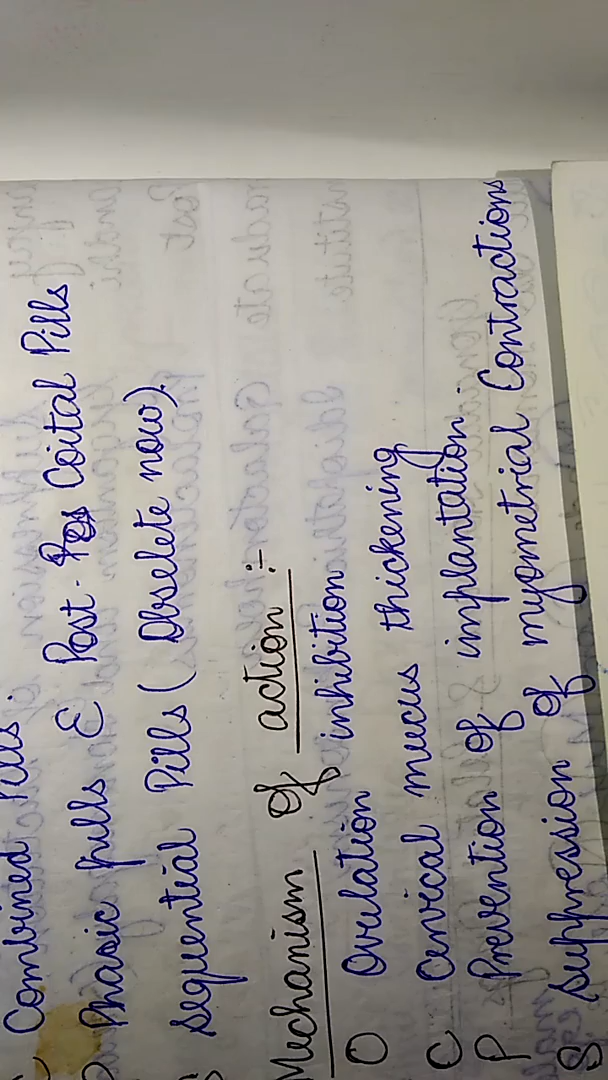 Combined Pills.
Phasic pills & Post-Coital Pills
sequential Pills (Obselete now).
Mechanism of action :-
O Ovulation inhibition
C Cervical mucus thickening
P Prevention of implantation.
S Suppression of myometrial Contractions